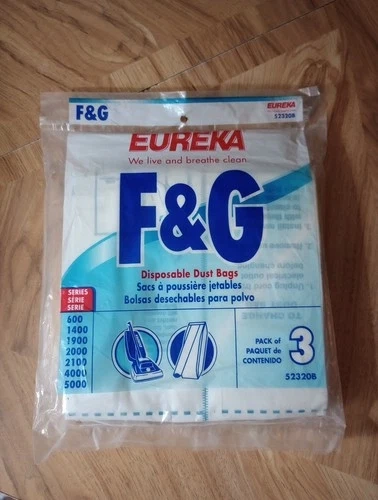 F&G
EUREKA
52320B
EUREKA
We live and breathe clean.
F&G
Disposable Dust Bags
Sacs à poussière jetables
Bolsas desechables para polvo
SERIES
SÉRIE
SERIE
600
1400
1900
2000
2100
4000
5000
PACK of
PAQUET de
CONTENIDO
3
52320B